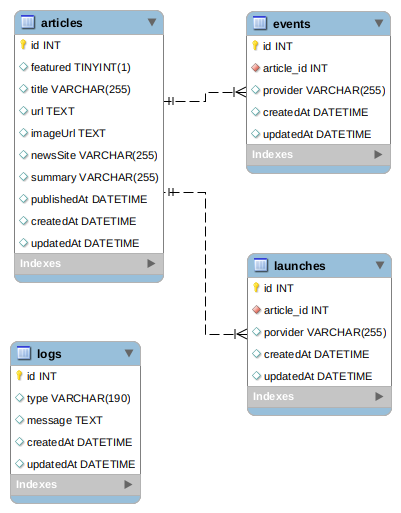 articles
id INT
featured TINYINT(1)
title VARCHAR(255)
url TEXT
imageUrl TEXT
newsSite VARCHAR(255)
summary VARCHAR(255)
publishedAt DATETIME
createdAt DATETIME
updatedAt DATETIME
Indexes
events
id INT
article_id INT
provider VARCHAR(255)
createdAt DATETIME
updatedAt DATETIME
Indexes
launches
id INT
article_id INT
porvider VARCHAR(255)
createdAt DATETIME
updatedAt DATETIME
Indexes
logs
id INT
type VARCHAR(190)
message TEXT
createdAt DATETIME
updatedAt DATETIME
Indexes